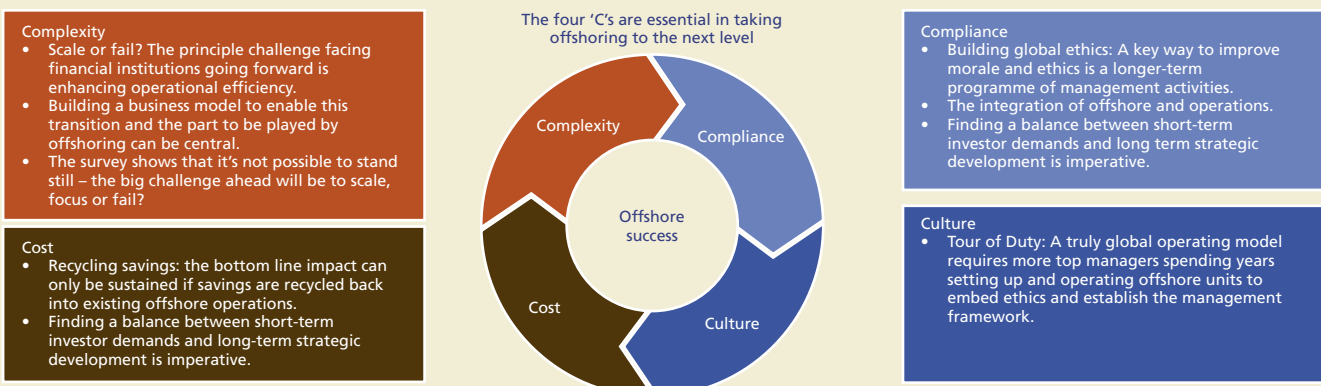 The four ‘C’s are essential in taking
offshoring to the next level
Complexity
• Scale or fail? The principle challenge facing
financial institutions going forward is
enhancing operational efficiency.
• Building a business model to enable this
transition and the part to be played by
offshoring can be central.
• The survey shows that it's not possible to stand
still – the big challenge ahead will be to scale,
focus or fail?
Cost
• Recycling savings: the bottom line impact can
only be sustained if savings are recycled back
into existing offshore operations.
• Finding a balance between short-term
investor demands and long-term strategic
development is imperative.
Complexity
Compliance
Offshore
success
Cost
Culture
Compliance
• Building global ethics: A key way to improve
morale and ethics is a longer-term
programme of management activities.
• The integration of offshore and operations.
• Finding a balance between short-term
investor demands and long term strategic
development is imperative.
Culture
• Tour of Duty: A truly global operating model
requires more top managers spending years
setting up and operating offshore units to
embed ethics and establish the management
framework.